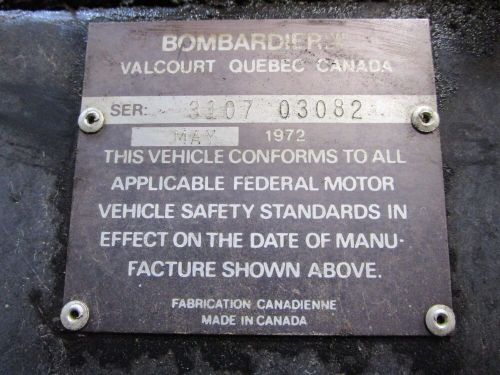 BOMBARDIER
VALCOURT QUEBEC CANADA
SER: 3107 03082
MAY 1972
THIS VEHICLE CONFORMS TO ALL
APPLICABLE FEDERAL MOTOR
VEHICLE SAFETY STANDARDS IN
EFFECT ON THE DATE OF MANU-
FACTURE SHOWN ABOVE.
FABRICATION CANADIENNE
MADE IN CANADA